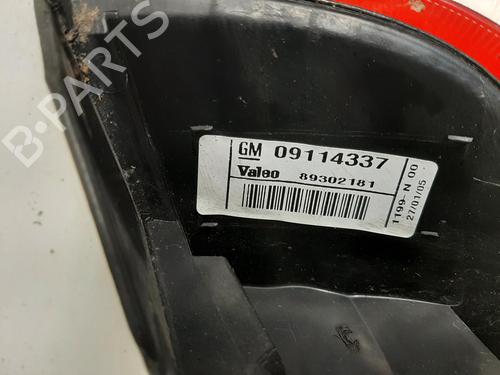 B-PARTS
GM 09114337
Valeo 89302181
1199-N 00
27/01/05